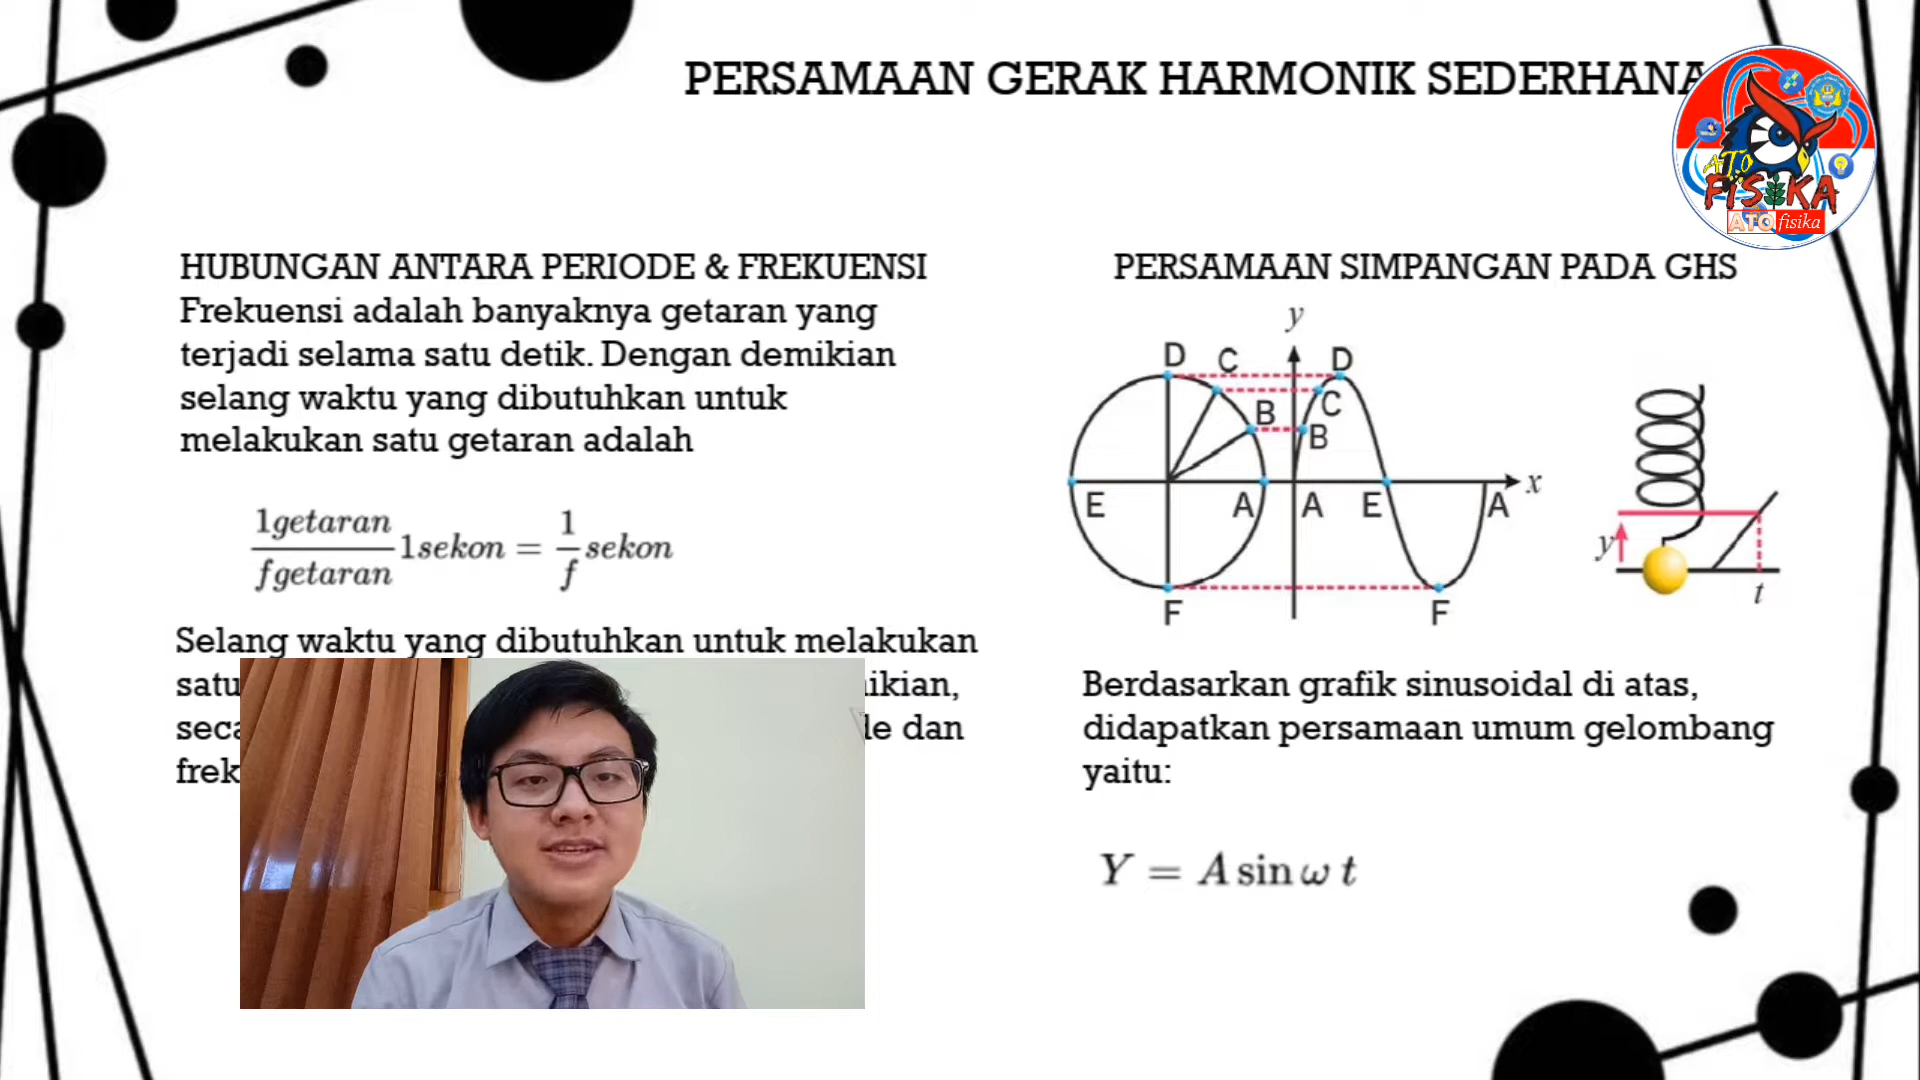 PERSAMAAN GERAK HARMONIK SEDERHANA
ATO
FISIKA
ATO fisika
HUBUNGAN ANTARA PERIODE & FREKUENSI
Frekuensi adalah banyaknya getaran yang
terjadi selama satu detik. Dengan demikian
selang waktu yang dibutuhkan untuk
melakukan satu getaran adalah
1getaran
fgetaran
1sekon = 1/f sekon
Selang waktu yang dibutuhkan untuk melakukan
satu
dan
PERSAMAAN SIMPANGAN PADA GHS
y
D C D
B C
B
E A A E A x
F F
y
t
Berdasarkan grafik sinusoidal di atas,
didapatkan persamaan umum gelombang
yaitu:
Y = A sin ω t